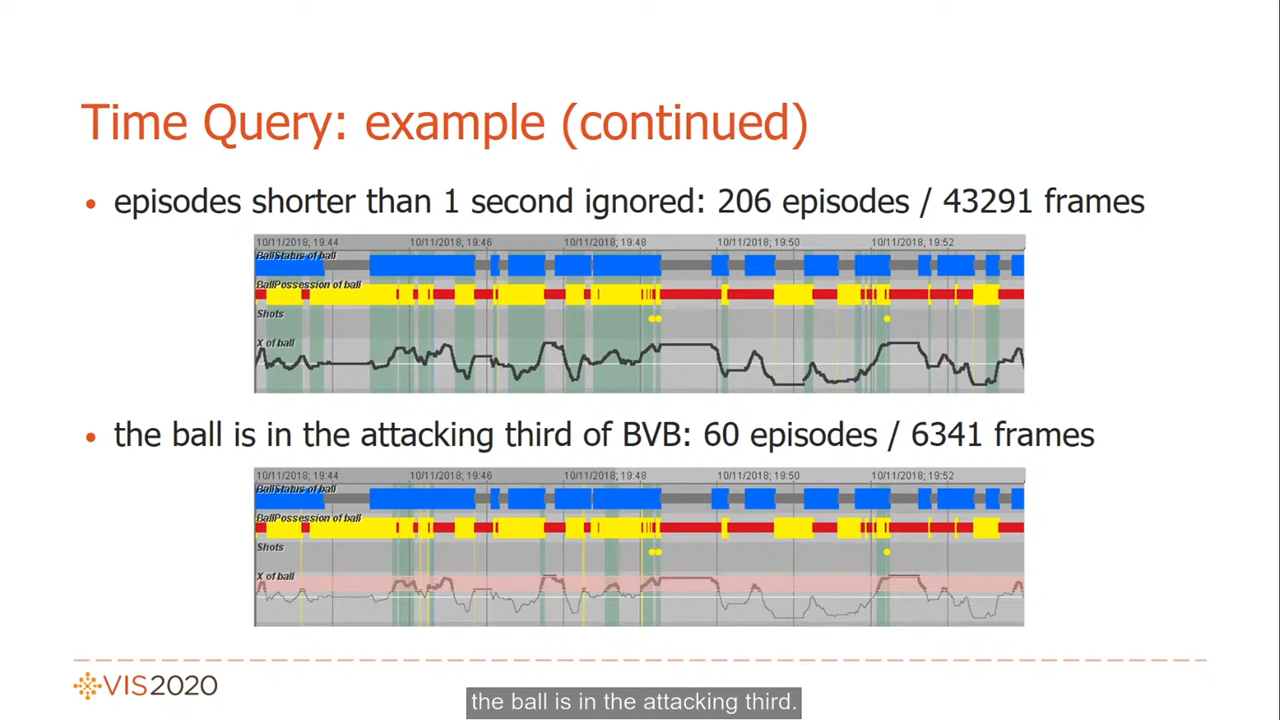 Time Query: example (continued)
• episodes shorter than 1 second ignored: 206 episodes / 43291 frames
10/11/2018; 19:44 10/11/2018; 19:46 10/11/2018; 19:48 10/11/2018; 19:50 10/11/2018; 19:52
BallStatus of ball
BallPossession of ball
Shots
X of ball
• the ball is in the attacking third of BVB: 60 episodes / 6341 frames
10/11/2018; 19:44 10/11/2018; 19:46 10/11/2018; 19:48 10/11/2018; 19:50 10/11/2018; 19:52
BallStatus of ball
BallPossession of ball
Shots
X of ball
VIS2020
the ball is in the attacking third.